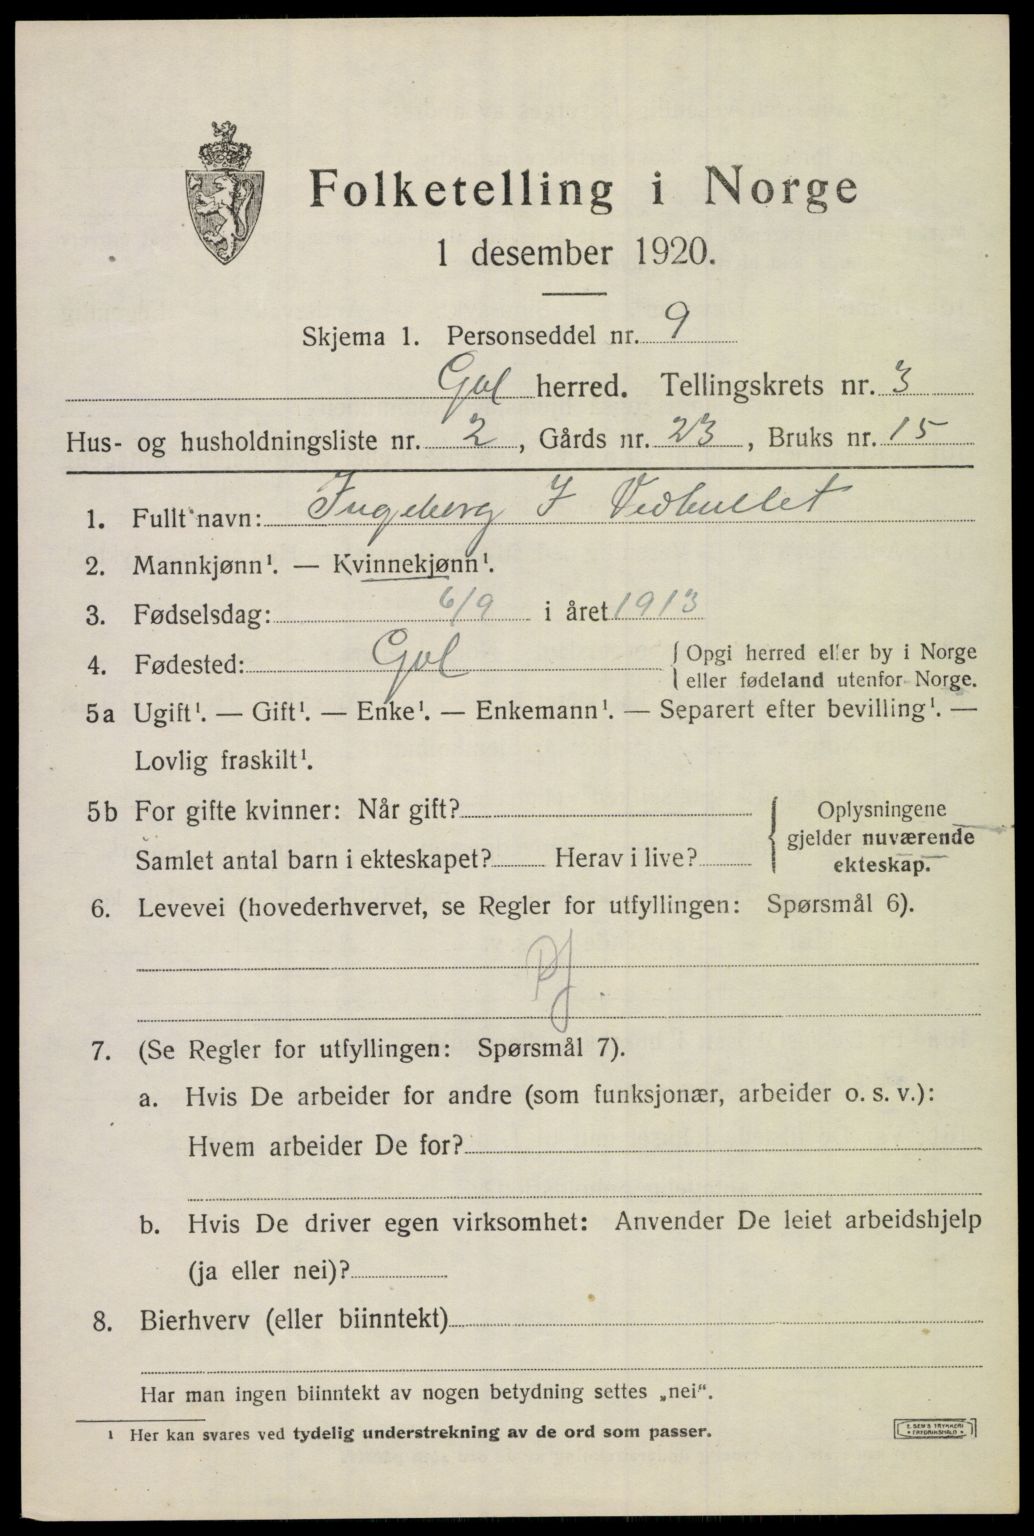 Folketelling i Norge
1 desember 1920.
Skjema 1. Personseddel nr. 9
Gol herred. Tellingskrets nr. 3
Hus- og husholdningsliste nr. 2, Gårds nr. 23, Bruks nr. 15
1. Fullt navn: Ingeberg I Vedhullet
2. Mannkjønn¹. — Kvinnekjønn¹.
3. Fødselsdag: 6/9 i året 1913
4. Fødested: Gol { Opgi herred eller by i Norge
eller fødeland utenfor Norge.
5a Ugift¹. — Gift¹. — Enke¹. — Enkemann¹. — Separert efter bevilling¹. —
Lovlig fraskilt¹.
5b For gifte kvinner: Når gift?
Samlet antal barn i ekteskapet? Herav i live?
{ Oplysningene
gjelder nuværende
ekteskap.
6. Levevei (hovederhvervet, se Regler for utfyllingen: Spørsmål 6).
7. (Se Regler for utfyllingen: Spørsmål 7).
a. Hvis De arbeider for andre (som funksjonær, arbeider o. s. v.):
Hvem arbeider De for?
b. Hvis De driver egen virksomhet: Anvender De leiet arbeidshjelp
(ja eller nei)?
8. Bierhverv (eller biinntekt)
Har man ingen biinntekt av nogen betydning settes „nei“.
¹ Her kan svares ved tydelig understrekning av de ord som passer.
E. SEM'S TRYKKERI
FREDRIKSHALD